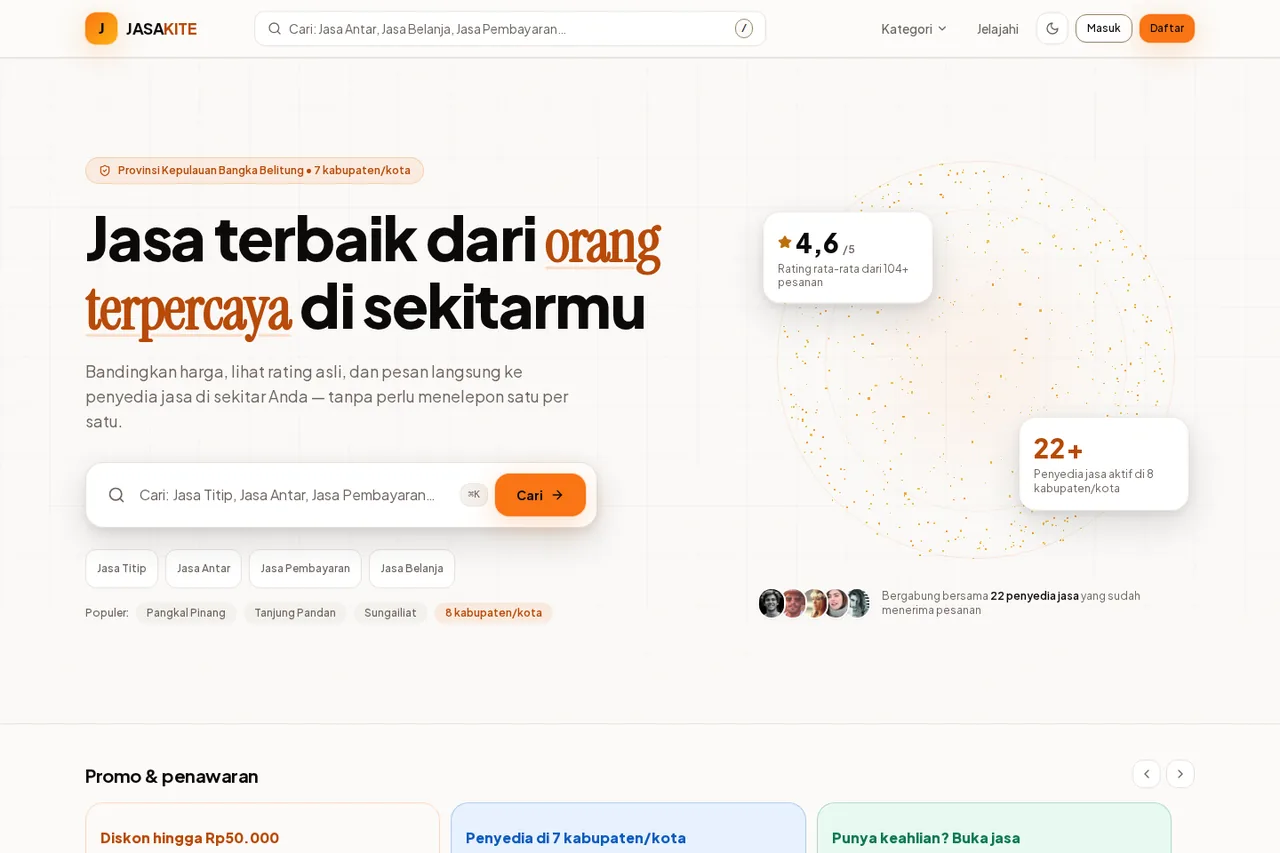 J JASAKITE
Cari: Jasa Antar, Jasa Belanja, Jasa Pembayaran...
/
Kategori
Jelajahi
Masuk
Daftar
Provinsi Kepulauan Bangka Belitung • 7 kabupaten/kota
Jasa terbaik dari orang
terpercaya di sekitarmu
Bandingkan harga, lihat rating asli, dan pesan langsung ke
penyedia jasa di sekitar Anda — tanpa perlu menelepon satu per
satu.
Cari: Jasa Titip, Jasa Antar, Jasa Pembayaran...
⌘K
Cari →
Jasa Titip
Jasa Antar
Jasa Pembayaran
Jasa Belanja
Populer:
Pangkal Pinang
Tanjung Pandan
Sungailiat
8 kabupaten/kota
4,6 /5
Rating rata-rata dari 104+
pesanan
22+
Penyedia jasa aktif di 8
kabupaten/kota
Bergabung bersama 22 penyedia jasa yang sudah
menerima pesanan
Promo & penawaran
Diskon hingga Rp50.000
Penyedia di 7 kabupaten/kota
Punya keahlian? Buka jasa